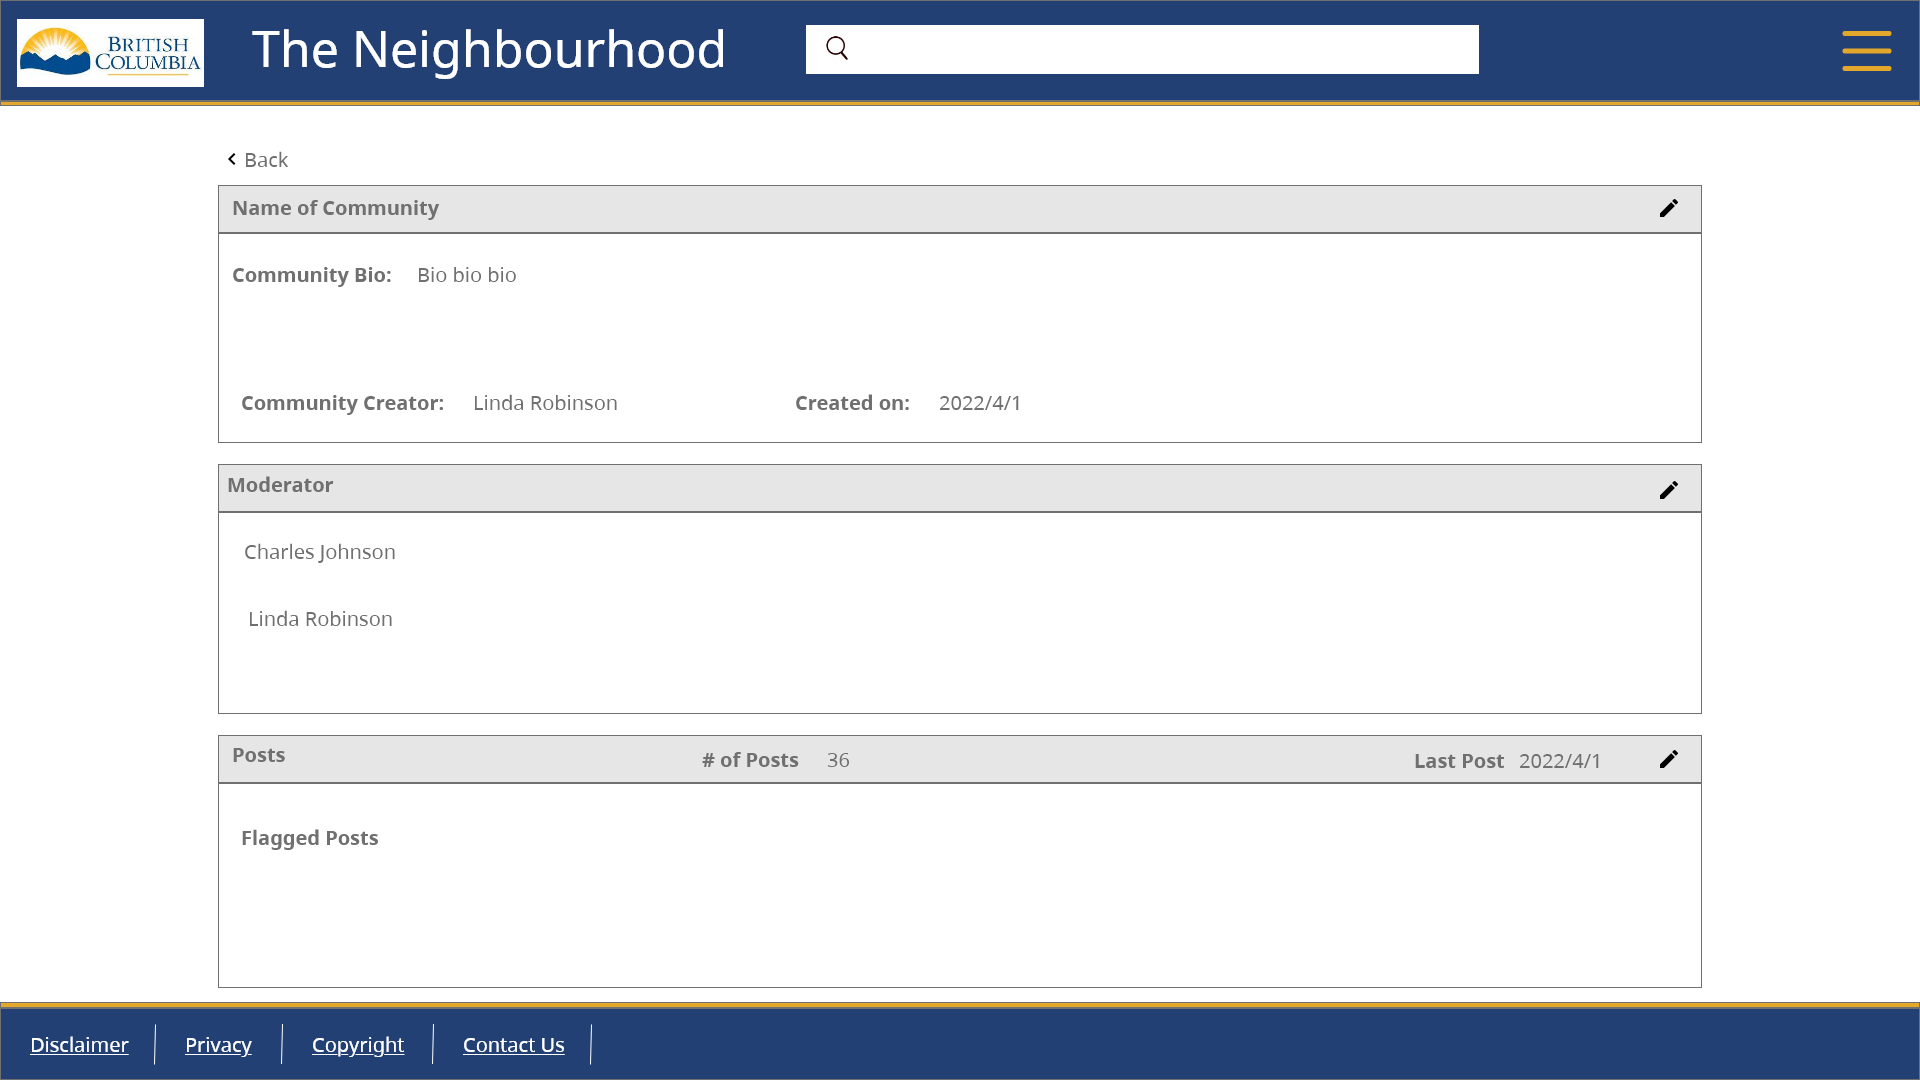 BRITISH
COLUMBIA
The Neighbourhood
Back
Name of Community
Community Bio: Bio bio bio
Community Creator: Linda Robinson Created on: 2022/4/1
Moderator
Charles Johnson
Linda Robinson
Posts # of Posts 36 Last Post 2022/4/1
Flagged Posts
Disclaimer Privacy Copyright Contact Us